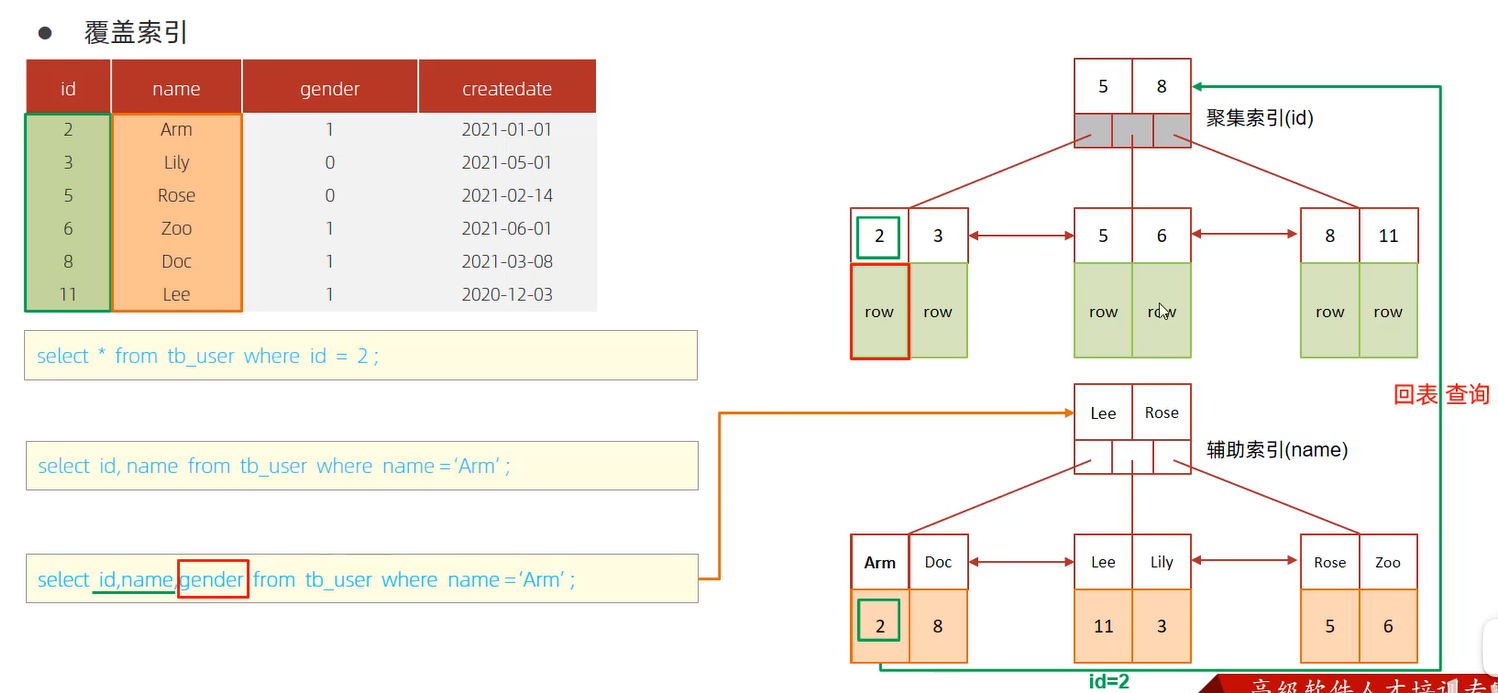 ● 覆盖索引
id name gender createdate
2 Arm 1 2021-01-01
3 Lily 0 2021-05-01
5 Rose 0 2021-02-14
6 Zoo 1 2021-06-01
8 Doc 1 2021-03-08
11 Lee 1 2020-12-03
select * from tb_user where id = 2 ;
select id, name from tb_user where name =‘Arm’ ;
select id,name,gender from tb_user where name =‘Arm’ ;
5 8
聚集索引(id)
2 3 5 6 8 11
row row row row row row
回表 查询
Lee Rose
辅助索引(name)
Arm Doc Lee Lily Rose Zoo
2 8 11 3 5 6
id=2
高级软件人才培训专